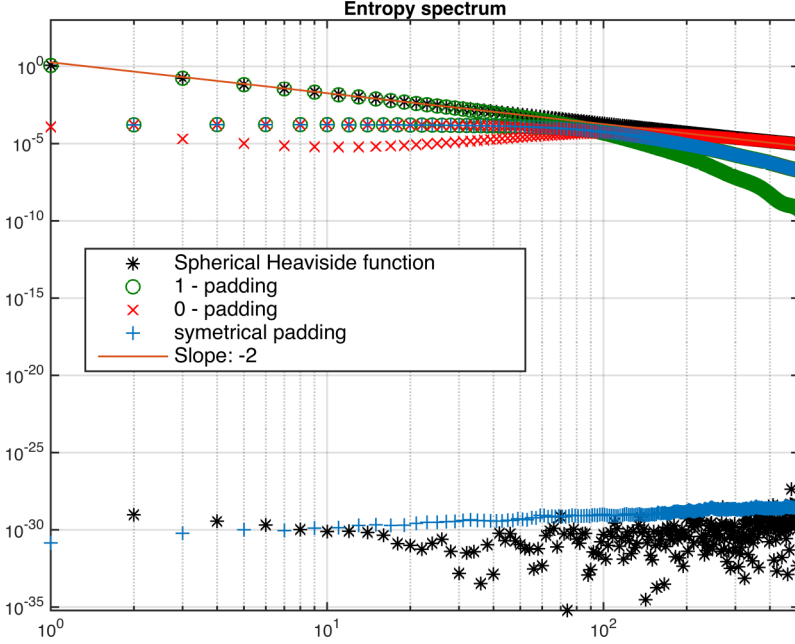 Entropy spectrum
10^0
10^-5
10^-10
10^-15
Spherical Heaviside function
1 - padding
0 - padding
symetrical padding
Slope: -2
10^-20
10^-25
10^-30
10^-35
10^0
10^1
10^2